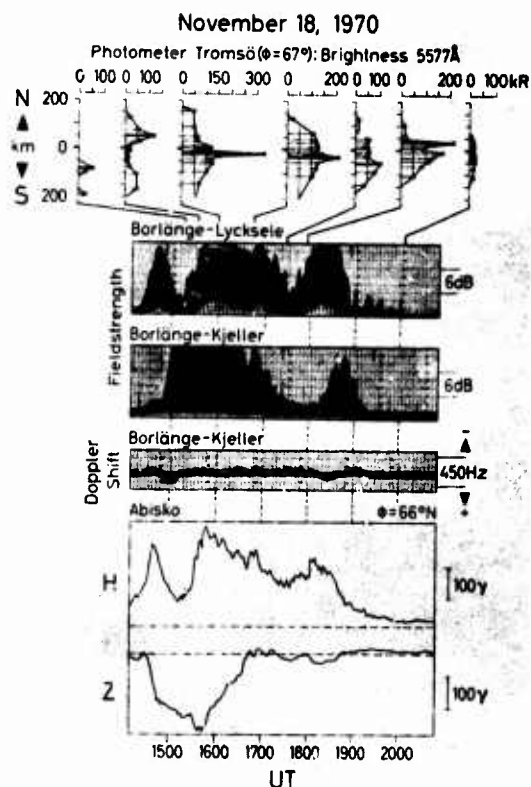 November 18, 1970
Photometer Tromsö (Φ=67°): Brightness 5577Å
0 100 0 100 0 150 300 0 200 0 100 0 200 0 100kR
N 200
km 0
S 200
Borlänge-Lycksele
6dB
Fieldstrength
Borlänge-Kjeller
6dB
Borlänge-Kjeller
Doppler Shift
-
450Hz
+
Abisko Φ=66°N
H
100γ
Z
100γ
1500 1600 1700 1800 1900 2000
UT